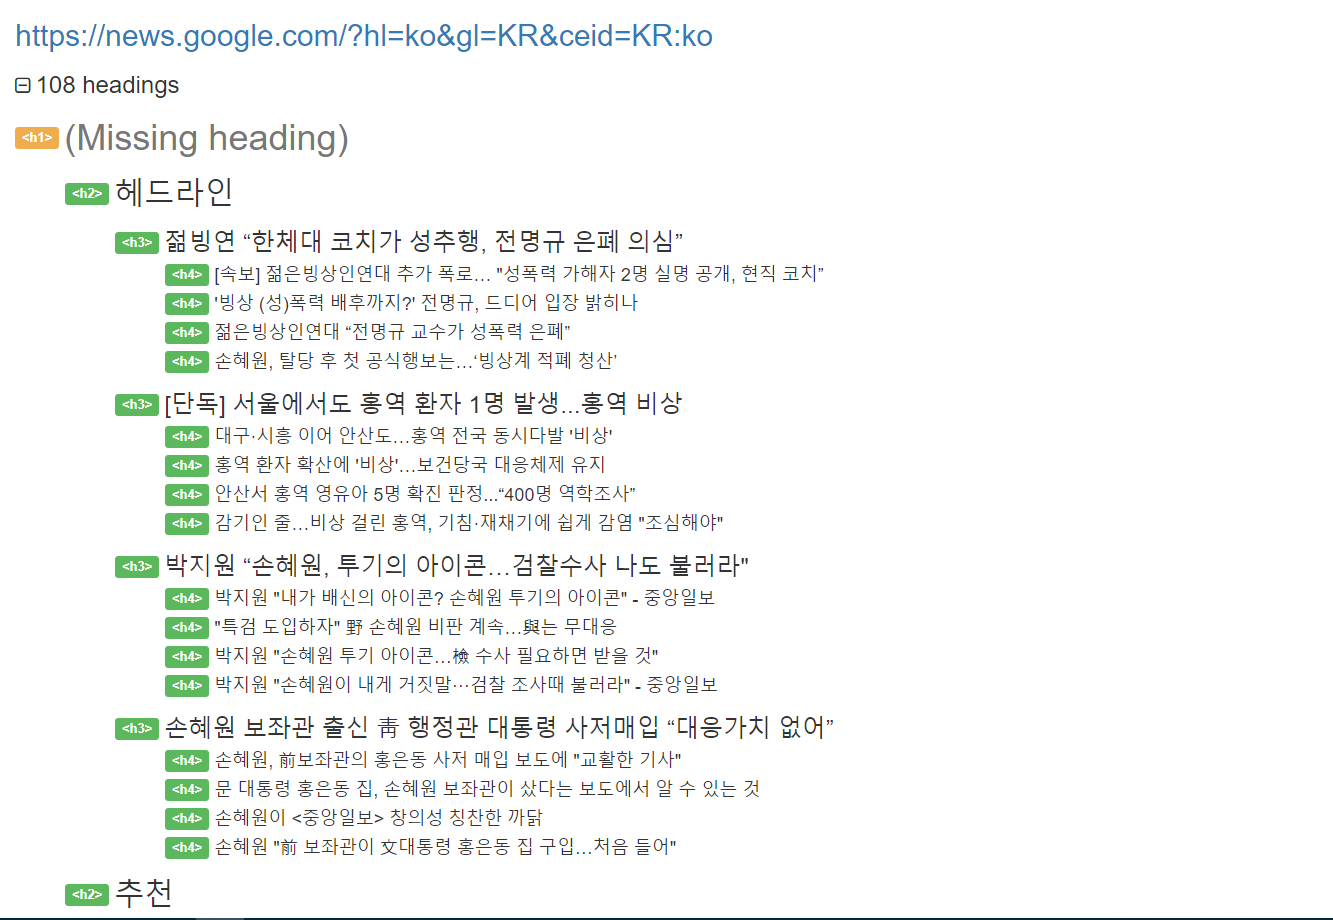 https://news.google.com/?hl=ko&gl=KR&ceid=KR:ko
108 headings
<h1> (Missing heading)
<h2> 헤드라인
<h3> 젊빙연 “한체대 코치가 성추행, 전명규 은폐 의심”
<h4> [속보] 젊은빙상인연대 추가 폭로… "성폭력 가해자 2명 실명 공개, 현직 코치”
<h4> '빙상 (성)폭력 배후까지?' 전명규, 드디어 입장 밝히나
<h4> 젊은빙상인연대 “전명규 교수가 성폭력 은폐”
<h4> 손혜원, 탈당 후 첫 공식행보는…‘빙상계 적폐 청산’
<h3> [단독] 서울에서도 홍역 환자 1명 발생...홍역 비상
<h4> 대구·시흥 이어 안산도…홍역 전국 동시다발 '비상'
<h4> 홍역 환자 확산에 '비상'…보건당국 대응체제 유지
<h4> 안산서 홍역 영유아 5명 확진 판정...“400명 역학조사”
<h4> 감기인 줄…비상 걸린 홍역, 기침·재채기에 쉽게 감염 "조심해야"
<h3> 박지원 “손혜원, 투기의 아이콘…검찰수사 나도 불러라"
<h4> 박지원 "내가 배신의 아이콘? 손혜원 투기의 아이콘" - 중앙일보
<h4> "특검 도입하자" 野 손혜원 비판 계속…與는 무대응
<h4> 박지원 "손혜원 투기 아이콘…檢 수사 필요하면 받을 것"
<h4> 박지원 "손혜원이 내게 거짓말···검찰 조사때 불러라" - 중앙일보
<h3> 손혜원 보좌관 출신 靑 행정관 대통령 사저매입 “대응가치 없어”
<h4> 손혜원, 前보좌관의 홍은동 사저 매입 보도에 "교활한 기사"
<h4> 문 대통령 홍은동 집, 손혜원 보좌관이 샀다는 보도에서 알 수 있는 것
<h4> 손혜원이 <중앙일보> 창의성 칭찬한 까닭
<h4> 손혜원 "前 보좌관이 文대통령 홍은동 집 구입…처음 들어"
<h2> 추천